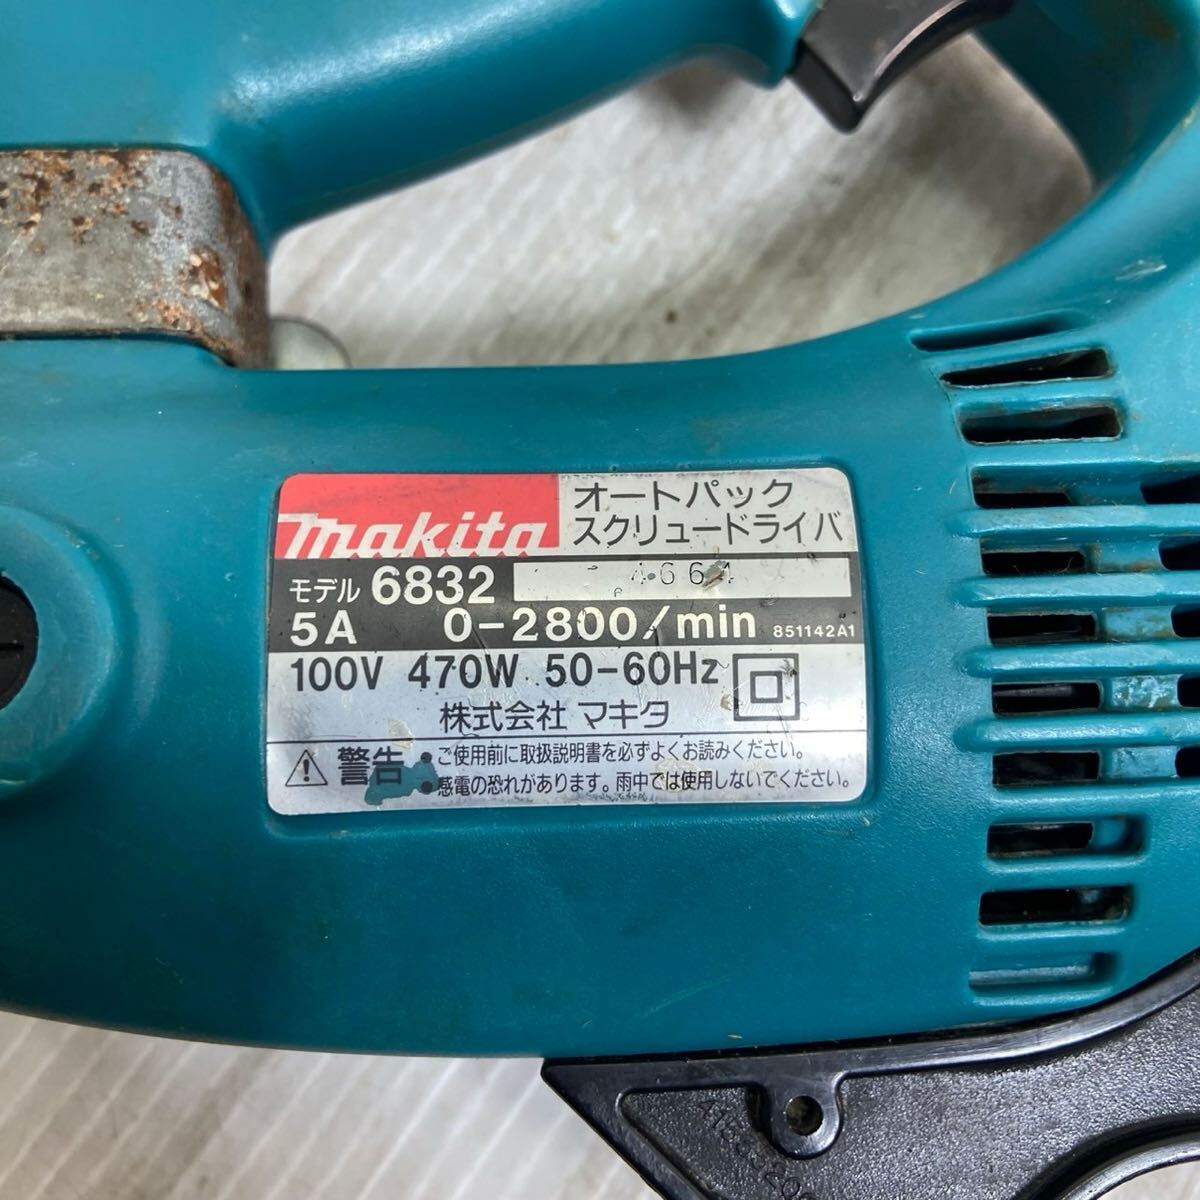 makita
オートパック
スクリュードライバ
モデル 6832
5A 0-2800/min 851142A1
100V 470W 50-60Hz
株式会社 マキタ
警告 ・ご使用前に取扱説明書を必ずよくお読みください。
・感電の恐れがあります。雨中では使用しないでください。